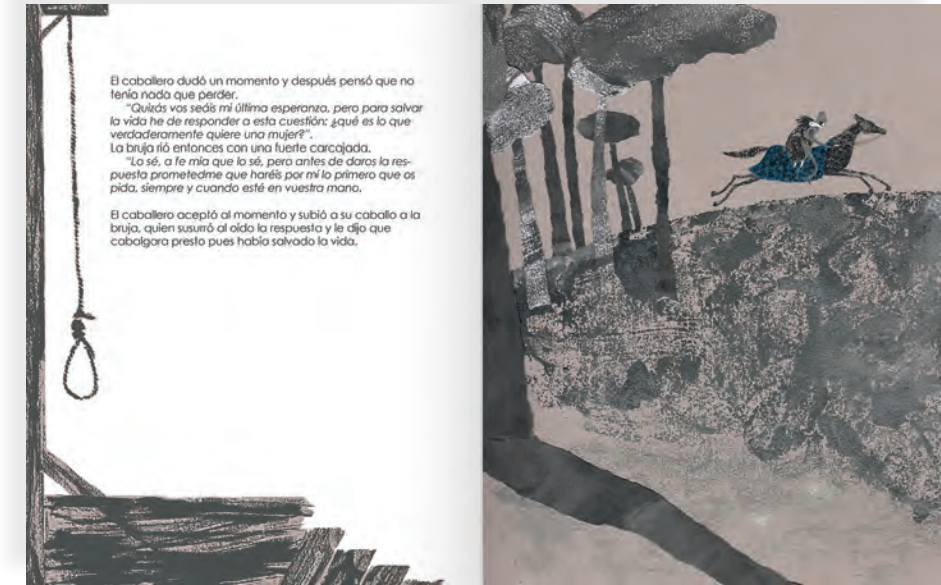 El caballero dudó un momento y después pensó que no
tenía nada que perder.
"Quizás vos seáis mi última esperanza, pero para salvar
la vida he de responder a esta cuestión: ¿qué es lo que
verdaderamente quiere una mujer?".
La bruja rió entonces con una fuerte carcajada.
"Lo sé, a fe mía que lo sé, pero antes de daros la res-
puesta prometedme que haréis por mí lo primero que os
pida, siempre y cuando esté en vuestra mano.
El caballero aceptó al momento y subió a su caballo a la
bruja, quien susurró al oído la respuesta y le dijo que
cabalgara presto pues había salvado la vida.